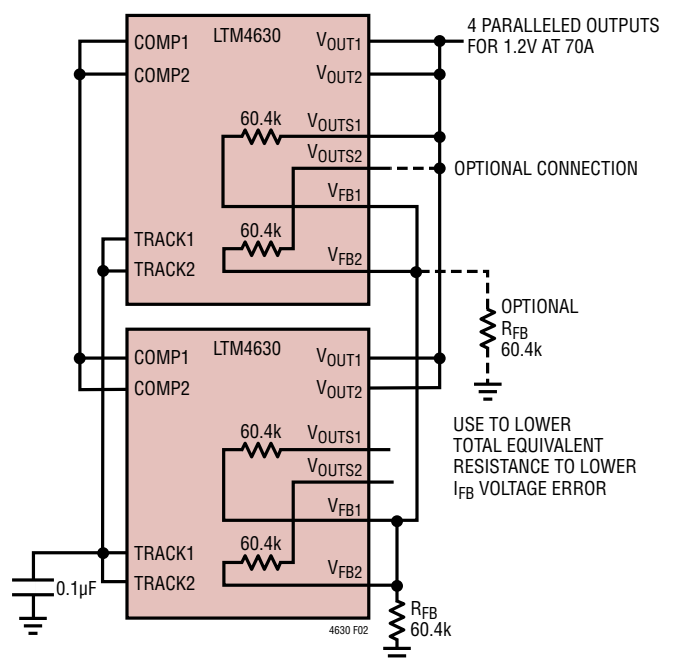 4 PARALLELED OUTPUTS
FOR 1.2V AT 70A
LTM4630
COMP1
COMP2
VOUT1
VOUT2
60.4k
VOUTS1
VOUTS2
OPTIONAL CONNECTION
VFB1
60.4k
TRACK1
TRACK2
VFB2
OPTIONAL
RFB
60.4k
LTM4630
COMP1
COMP2
VOUT1
VOUT2
USE TO LOWER
TOTAL EQUIVALENT
RESISTANCE TO LOWER
IFB VOLTAGE ERROR
60.4k
VOUTS1
VOUTS2
VFB1
60.4k
TRACK1
TRACK2
VFB2
0.1µF
RFB
60.4k
4630 F02